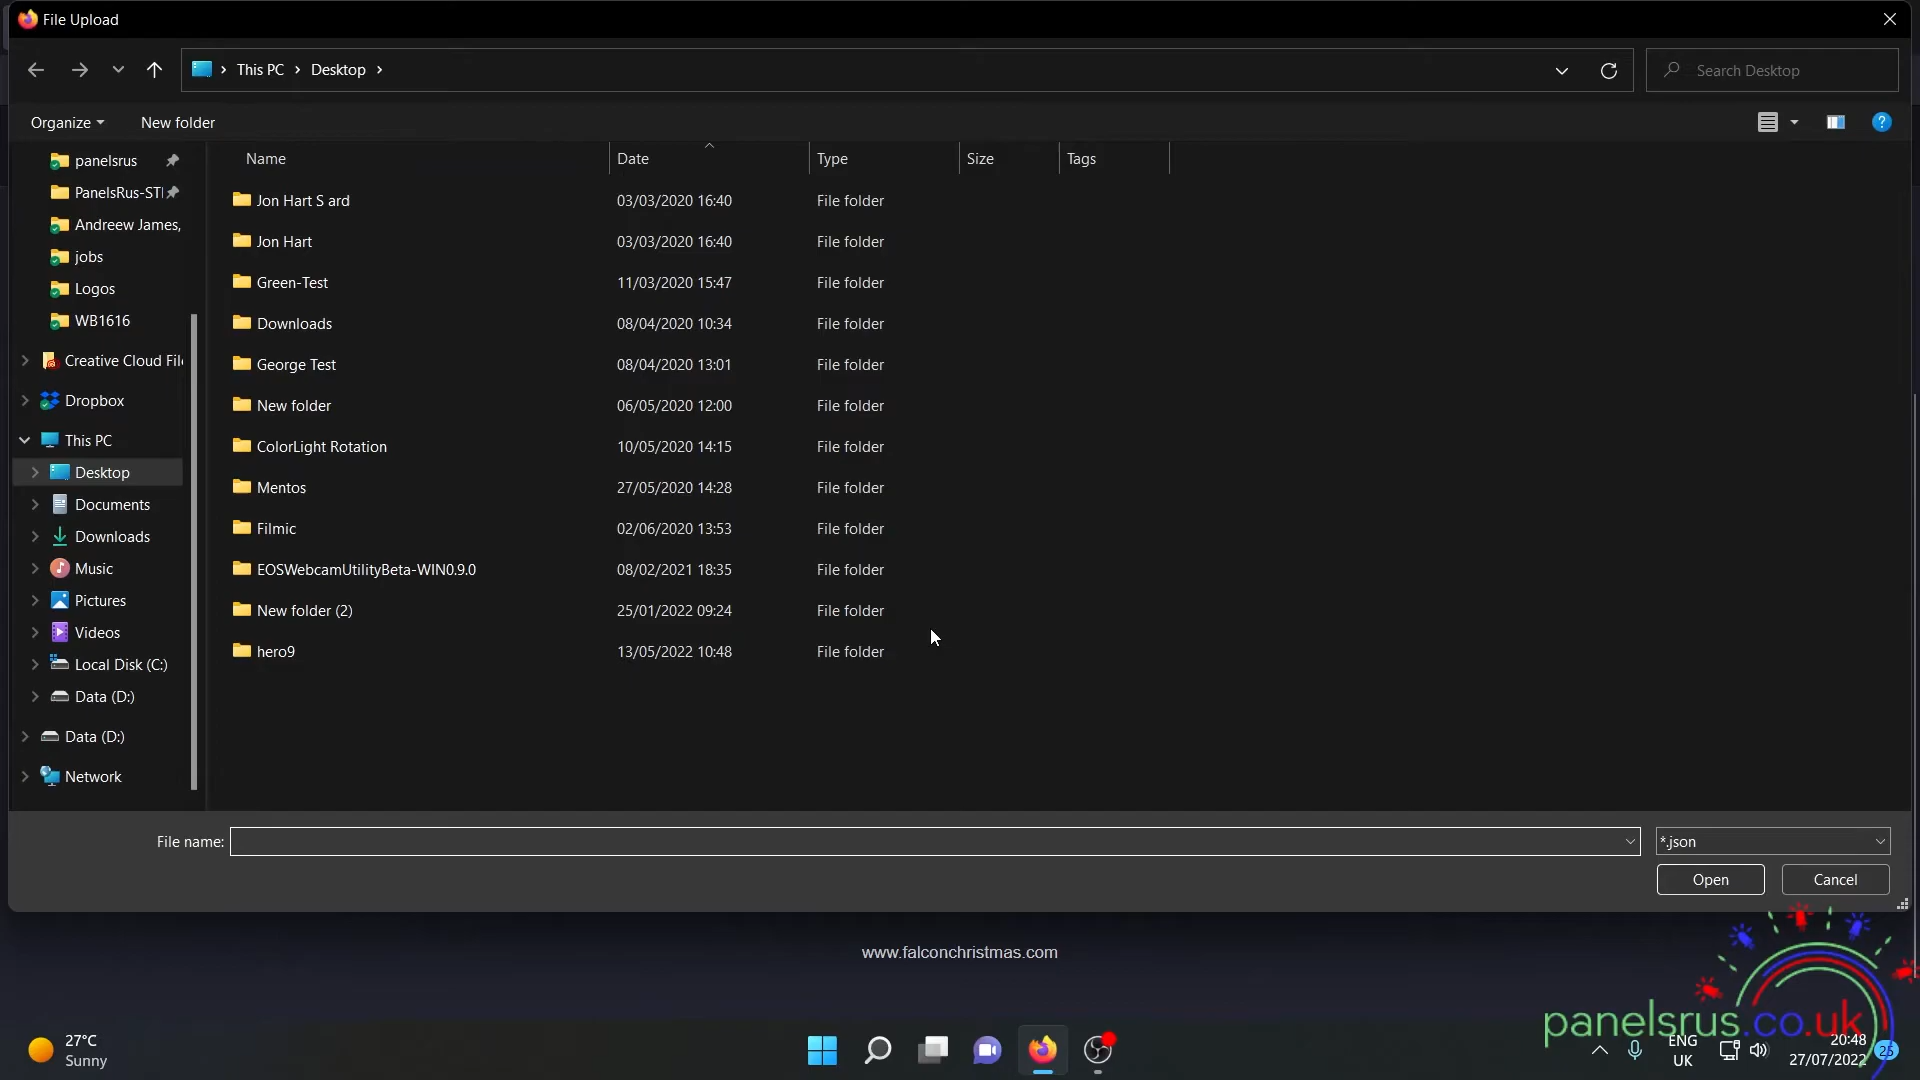 File Upload
This PC
Desktop
Search Desktop
Organize
New folder
Name
Date
Type
Size
Tags
panelsrus
PanelsRus-STI
Andreew James,
jobs
Logos
WB1616
Creative Cloud File
Dropbox
This PC
Desktop
Documents
Downloads
Music
Pictures
Videos
Local Disk (C:)
Data (D:)
Data (D:)
Network
Jon Hart S ard 03/03/2020 16:40 File folder
Jon Hart 03/03/2020 16:40 File folder
Green-Test 11/03/2020 15:47 File folder
Downloads 08/04/2020 10:34 File folder
George Test 08/04/2020 13:01 File folder
New folder 06/05/2020 12:00 File folder
ColorLight Rotation 10/05/2020 14:15 File folder
Mentos 27/05/2020 14:28 File folder
Filmic 02/06/2020 13:53 File folder
EOSWebcamUtilityBeta-WIN0.9.0 08/02/2021 18:35 File folder
New folder (2) 25/01/2022 09:24 File folder
hero9 13/05/2022 10:48 File folder
File name:
*.json
Open
Cancel
www.falconchristmas.com
panelsrus.co.uk
27°C
Sunny
ENG
UK
20:48
27/07/2022
25